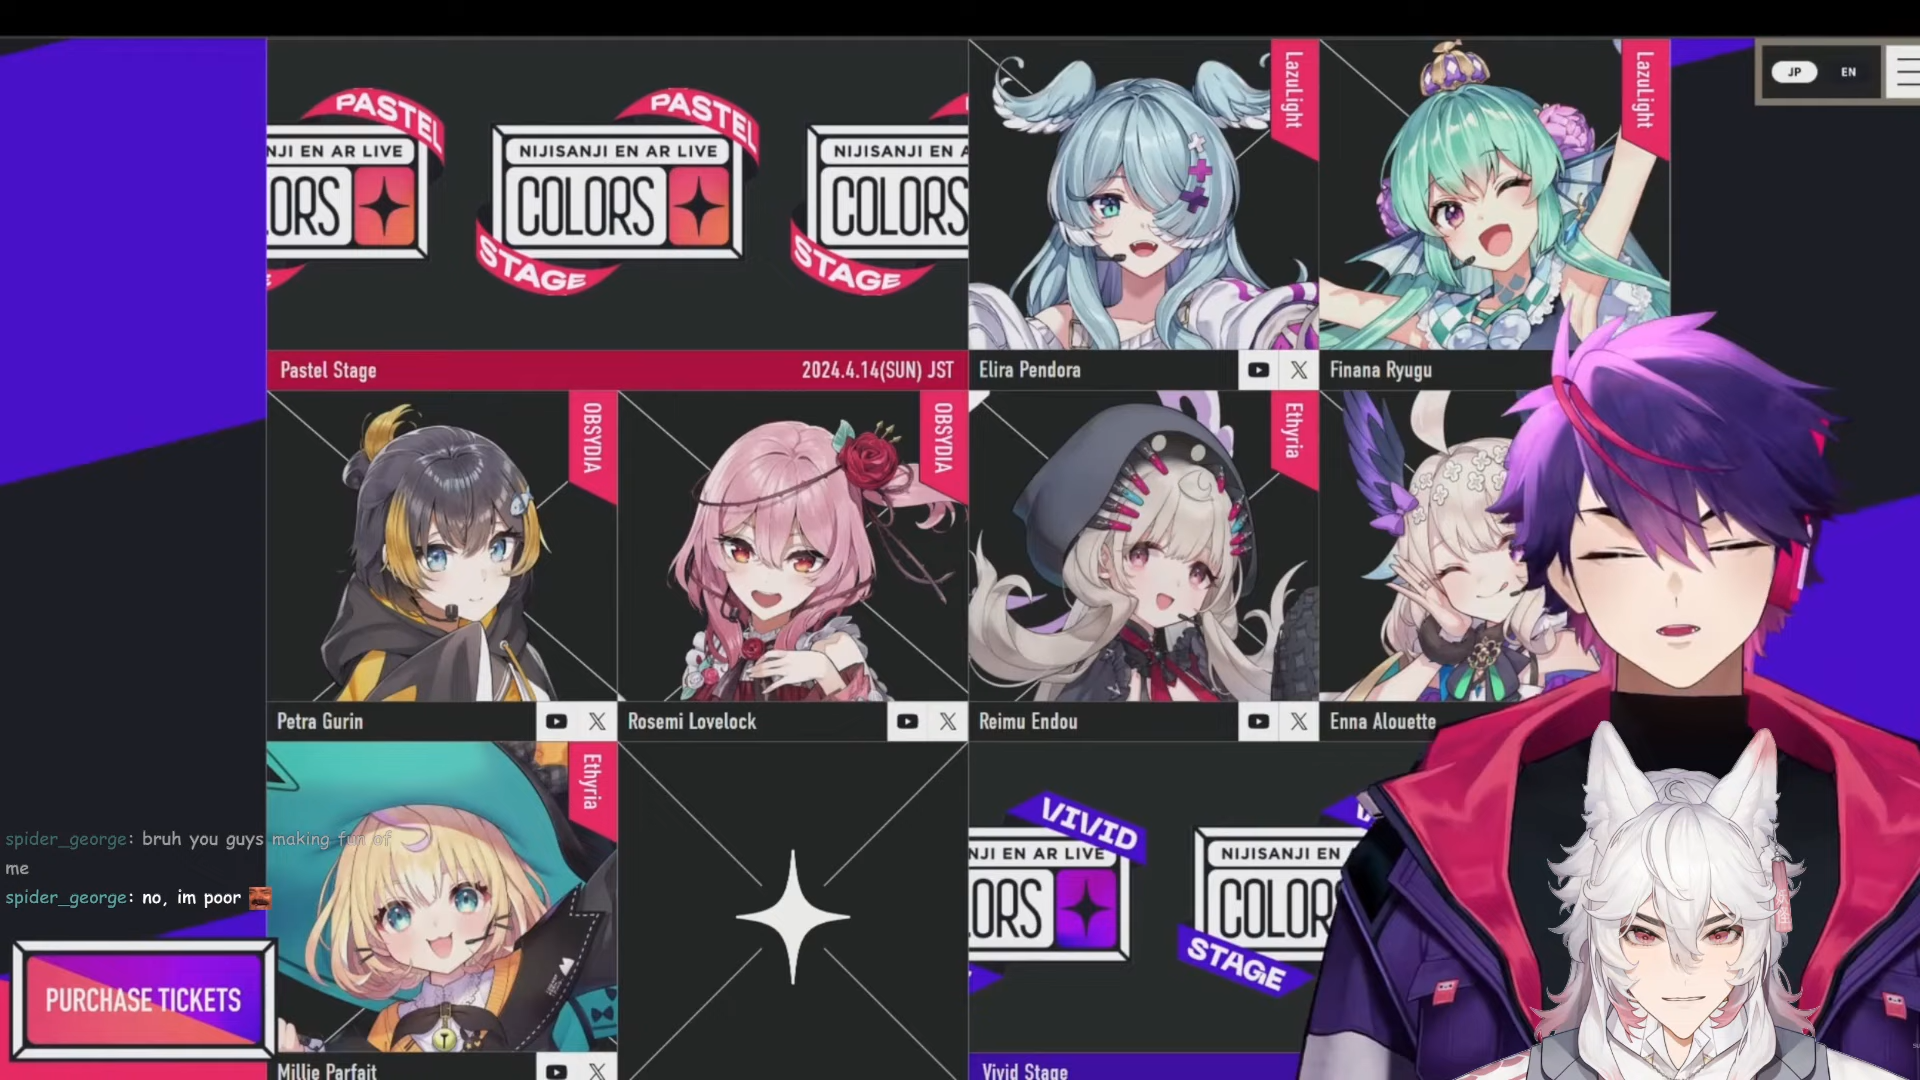 PASTEL
NJI EN AR LIVE
ORS
PASTEL
NIJISANJI EN AR LIVE
COLORS
STAGE
NIJISANJI EN A
COLORS
STAGE
LazuLight
LazuLight
JP
EN
Pastel Stage
2024.4.14(SUN) JST
Elira Pendora
Finana Ryugu
OBSYDIA
OBSYDIA
Ethyria
Petra Gurin
Rosemi Lovelock
Reimu Endou
Enna Alouette
Ethyria
VIVID
NJI EN AR LIVE
ORS
NIJISANJI EN
COLOR
STAGE
spider_george: bruh you guys making fun of
me
spider_george: no, im poor
PURCHASE TICKETS
Millie Parfait
Vivid Stage